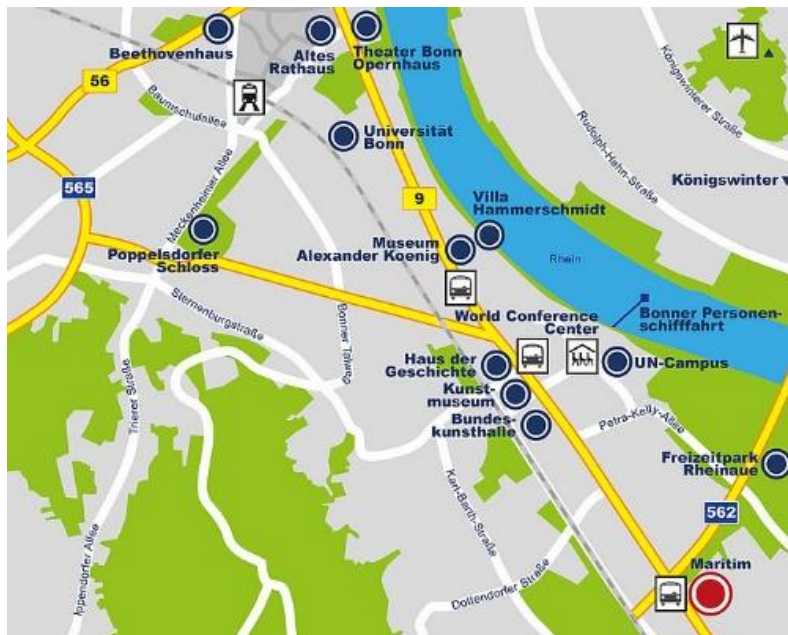 Beethovenhaus
Altes
Rathaus
Theater Bonn
Opernhaus
56
Baumschulallee
Universität
Bonn
Königswinterer Straße
Rudolph-Hahn-Straße
Königswinter
565
Meckenheimer Allee
9
Villa
Hammerschmidt
Museum
Alexander Koenig
Poppelsdorfer
Schloss
Rhein
Sternenburgstraße
Bonner Talweg
World Conference
Center
Bonner Personen-
schifffahrt
Haus der
Geschichte
UN-Campus
Kunst-
museum
Bundes-
kunsthalle
Petra-Kelly-Allee
Trierer Straße
Freizeitpark
Rheinaue
Karl-Barth-Straße
562
Ippendorfer Allee
Dottendorfer Straße
Maritim